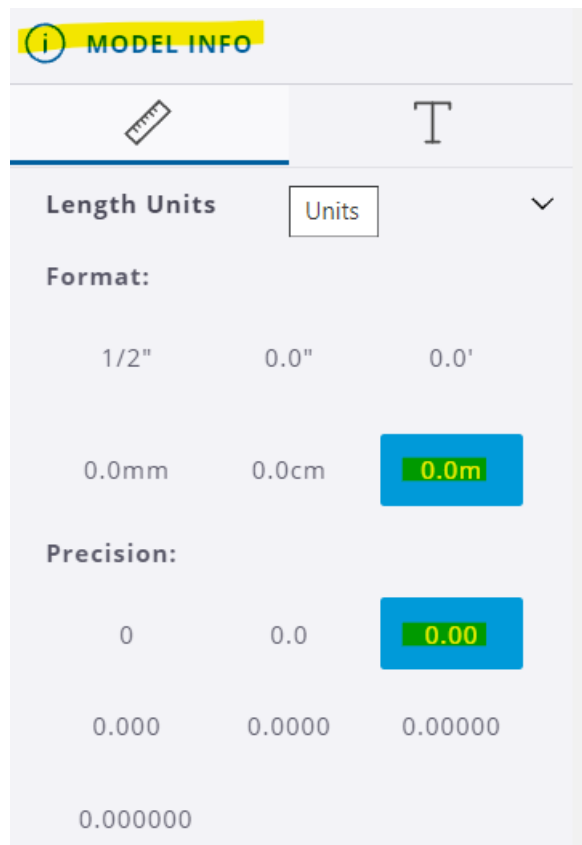 i MODEL INFO
T
Length Units Units
Format:
1/2" 0.0" 0.0'
0.0mm 0.0cm 0.0m
Precision:
0 0.0 0.00
0.000 0.0000 0.00000
0.000000